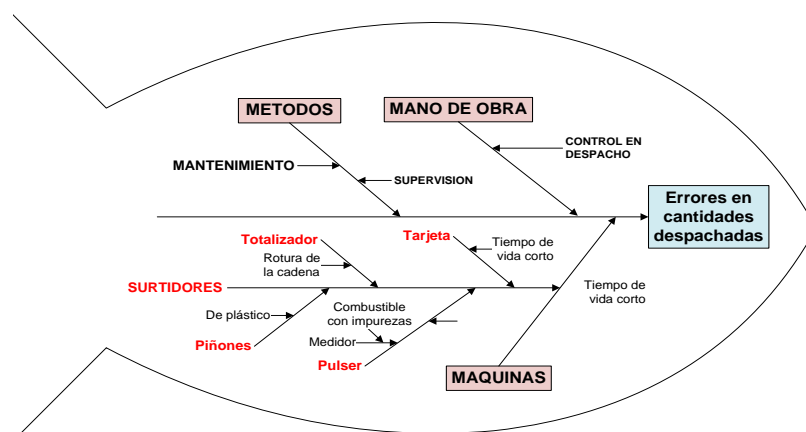 METODOS
MANO DE OBRA
CONTROL EN
DESPACHO
MANTENIMIENTO
SUPERVISION
Errores en
cantidades
despachadas
Totalizador
Tarjeta
Rotura de
la cadena
Tiempo de
vida corto
SURTIDORES
Tiempo de
vida corto
De plástico
Combustible
con impurezas
Medidor
Piñones
Pulser
MAQUINAS